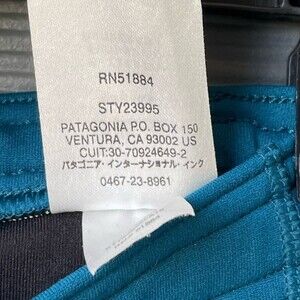 RN51884
STY23995
PATAGONIA P.O. BOX 150
VENTURA, CA 93002 US
CUIT:30-70924649-2
パタゴニア・インターナショナル・インク
0467-23-8961